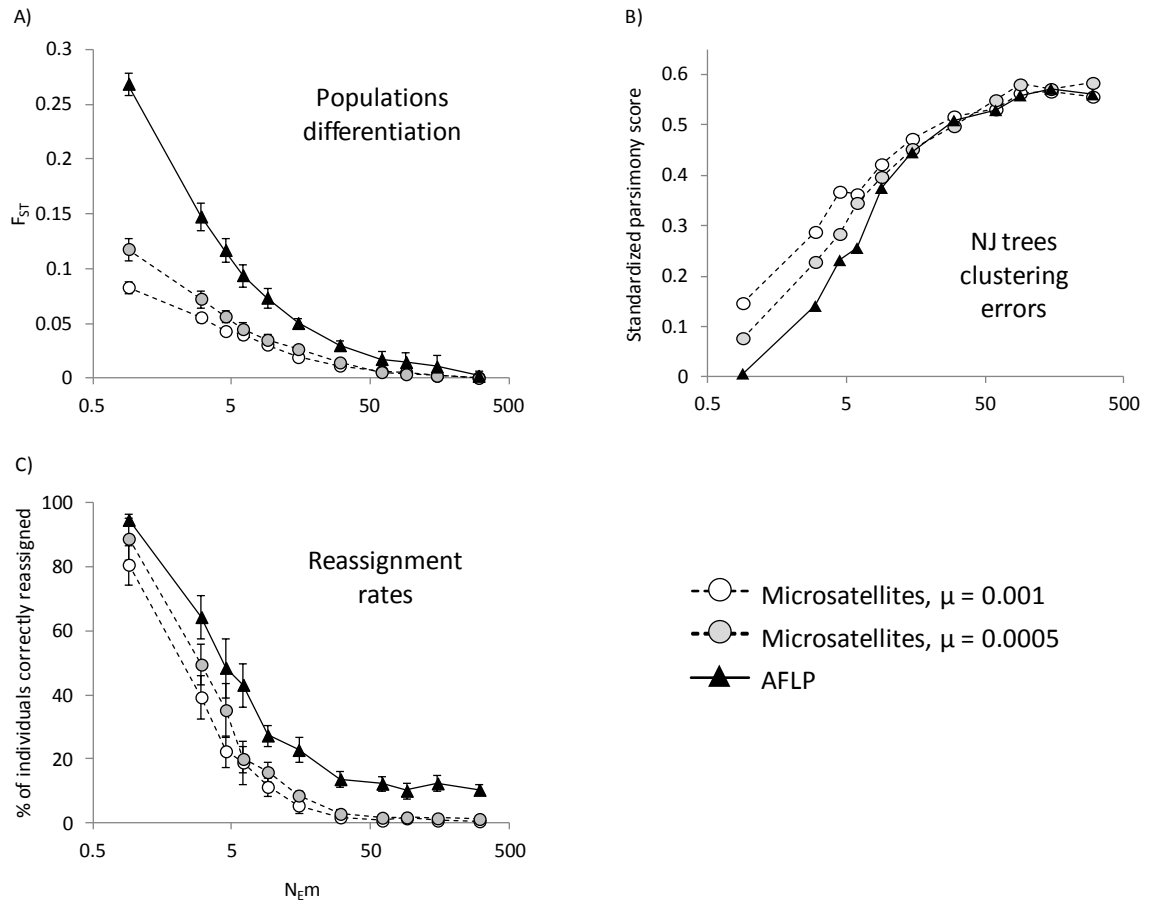 A)
0.3
0.25
0.2
0.15
0.1
0.05
0
F_ST
0.5
5
50
500
Populations
differentiation
B)
0.6
0.5
0.4
0.3
0.2
0.1
0
Standardized parsimony score
0.5
5
50
500
NJ trees
clustering
errors
C)
100
80
60
40
20
0
% of individuals correctly reassigned
0.5
5
50
500
N_Em
Reassignment
rates
Microsatellites, µ = 0.001
Microsatellites, µ = 0.0005
AFLP